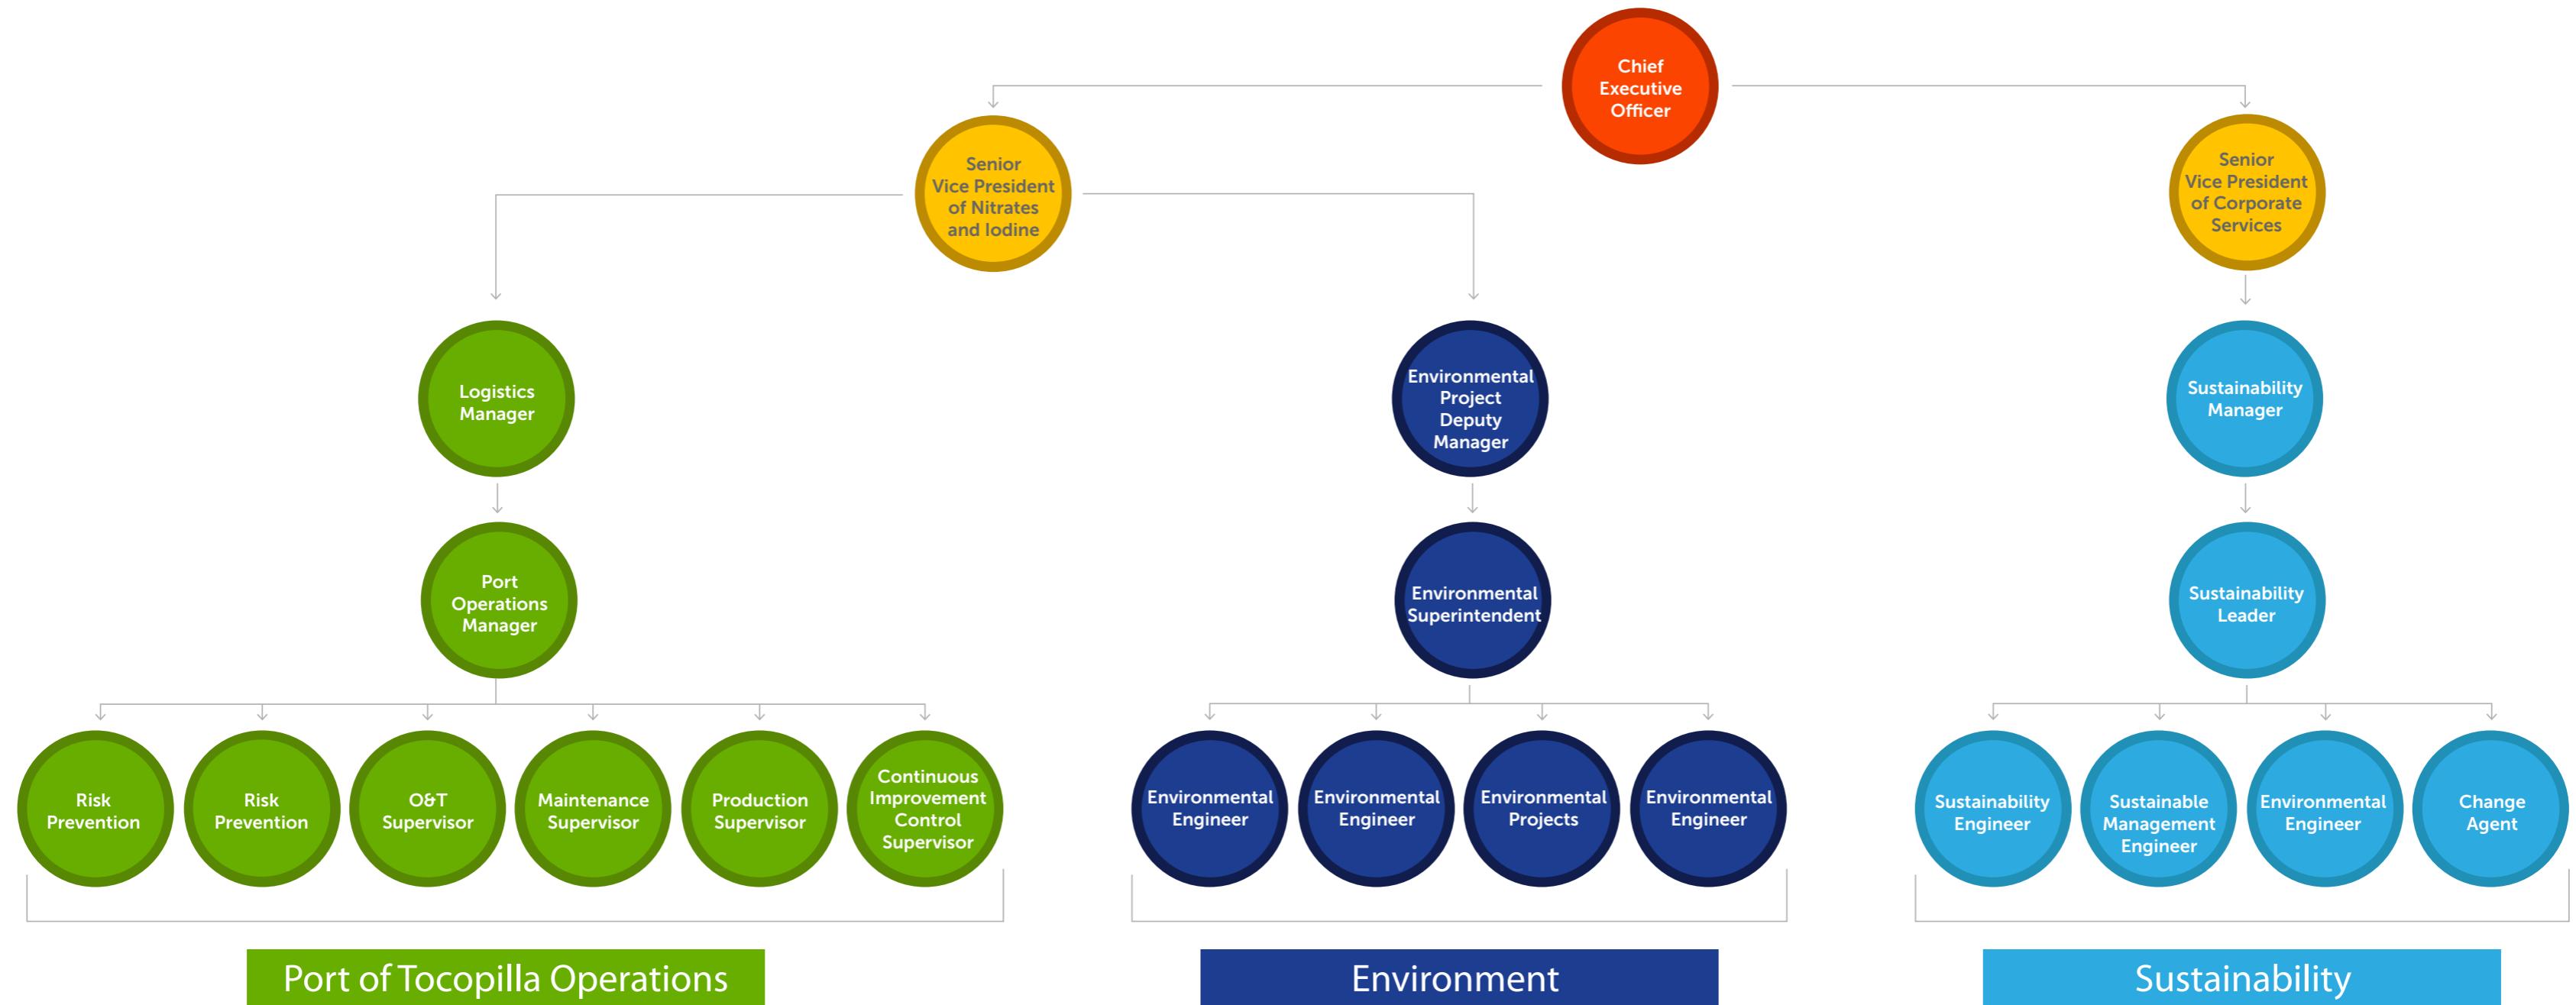 Chief
Executive
Officer
Senior
Vice President
of Nitrates
and Iodine
Senior
Vice President
of Corporate
Services
Logistics
Manager
Environmental
Project
Deputy
Manager
Sustainability
Manager
Port
Operations
Manager
Environmental
Superintendent
Sustainability
Leader
Risk
Prevention
Risk
Prevention
O&T
Supervisor
Maintenance
Supervisor
Production
Supervisor
Continuous
Improvement
Control
Supervisor
Environmental
Engineer
Environmental
Engineer
Environmental
Projects
Environmental
Engineer
Sustainability
Engineer
Sustainable
Management
Engineer
Environmental
Engineer
Change
Agent
Port of Tocopilla Operations
Environment
Sustainability